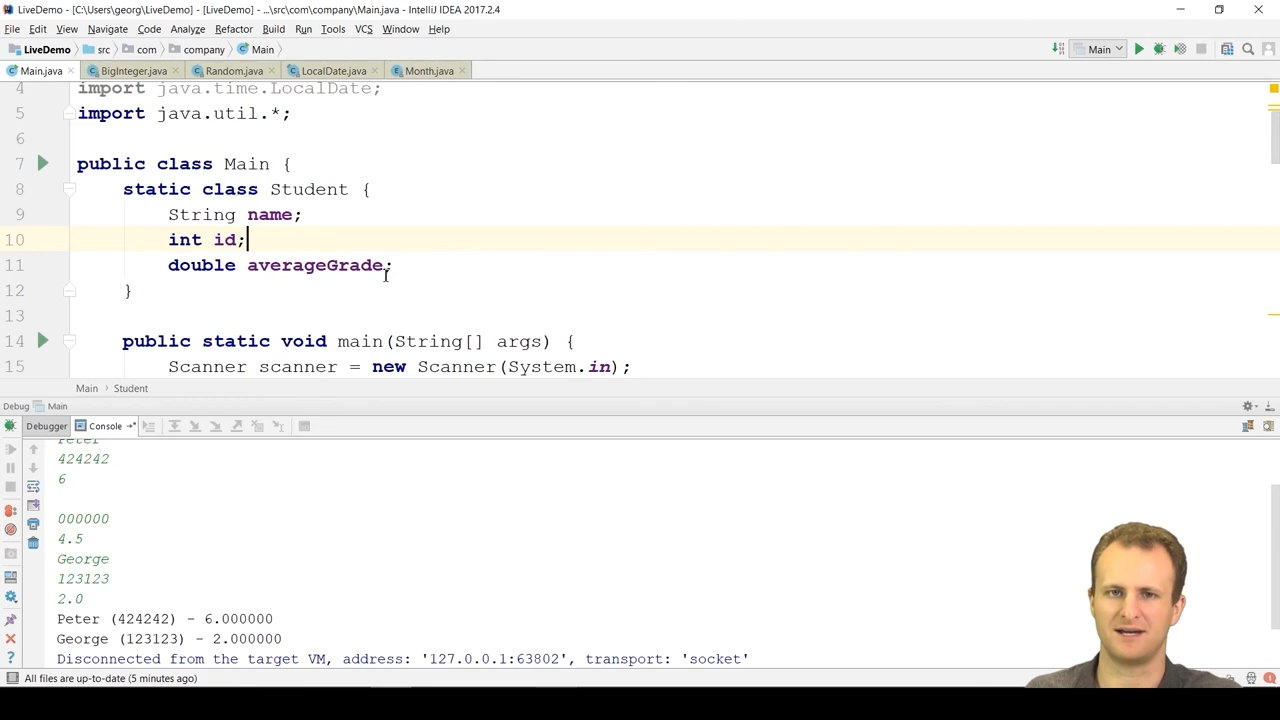 LiveDemo - [C:\Users\georg\LiveDemo] - [LiveDemo] - ...\src\com\company\Main.java - IntelliJ IDEA 2017.2.4
File Edit View Navigate Code Analyze Refactor Build Run Tools VCS Window Help
LiveDemo src com company Main Main
Main.java BigInteger.java Random.java LocalDate.java Month.java
4 import java.time.LocalDate;
5 import java.util.*;
6
7 public class Main {
8 static class Student {
9 String name;
10 int id;
11 double averageGrade;
12 }
13
14 public static void main(String[] args) {
15 Scanner scanner = new Scanner(System.in);
Main Student
Debug Main
Debugger Console
Peter
424242
6
000000
4.5
George
123123
2.0
Peter (424242) - 6.000000
George (123123) - 2.000000
Disconnected from the target VM, address: '127.0.0.1:63802', transport: 'socket'
All files are up-to-date (5 minutes ago)